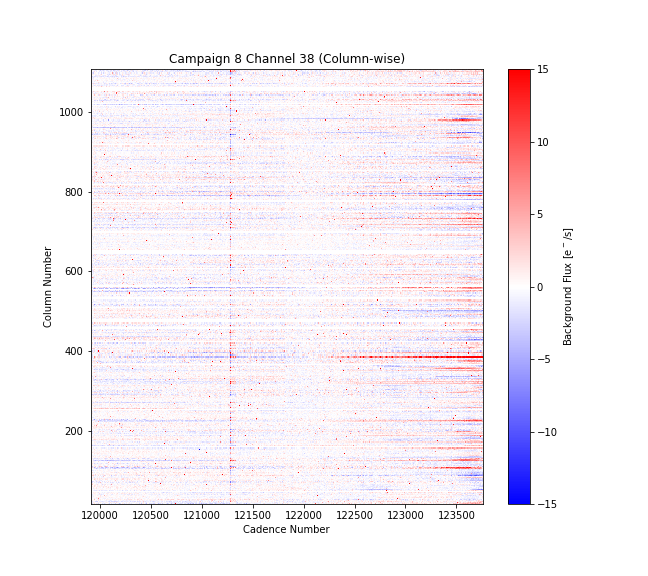 Campaign 8 Channel 38 (Column-wise)
1000
800
600
400
200
Column Number
120000 120500 121000 121500 122000 122500 123000 123500
Cadence Number
15
10
5
0
−5
−10
−15
Background Flux [e⁻/s]